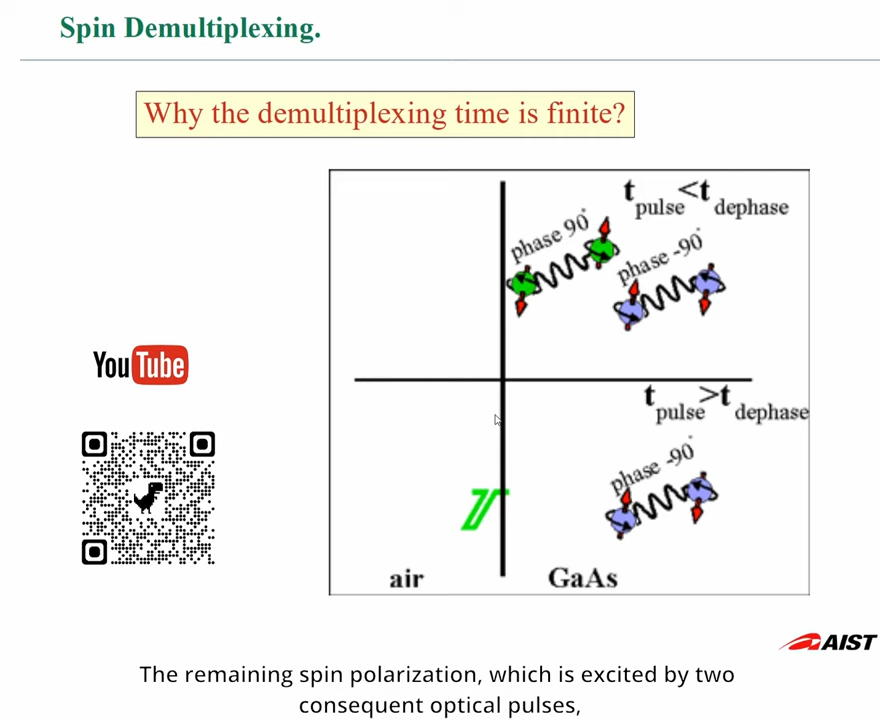 Spin Demultiplexing.
Why the demultiplexing time is finite?
t pulse <t dephase
phase 90°
phase -90°
YouTube
t pulse >t dephase
phase -90°
air
GaAs
AIST
The remaining spin polarization, which is excited by two
consequent optical pulses,